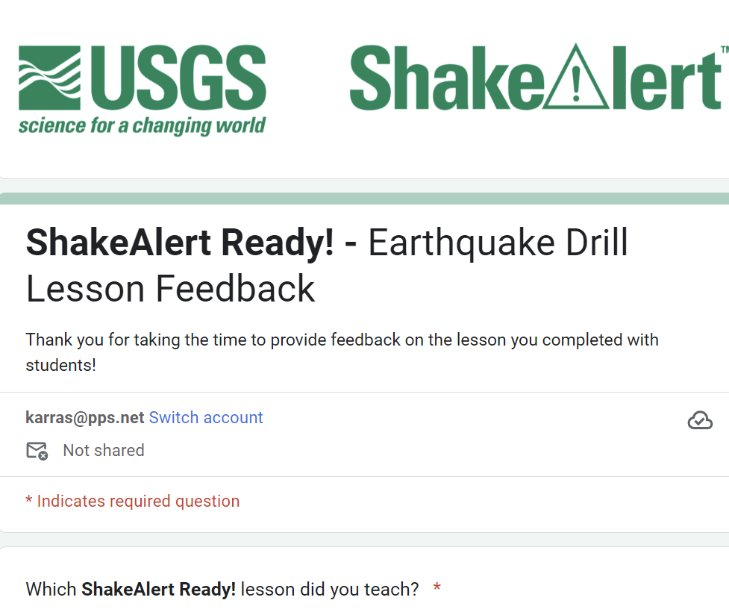 USGS
science for a changing world
ShakeAlert™
ShakeAlert Ready! - Earthquake Drill
Lesson Feedback
Thank you for taking the time to provide feedback on the lesson you completed with
students!
karras@pps.net Switch account
Not shared
* Indicates required question
Which ShakeAlert Ready! lesson did you teach? *